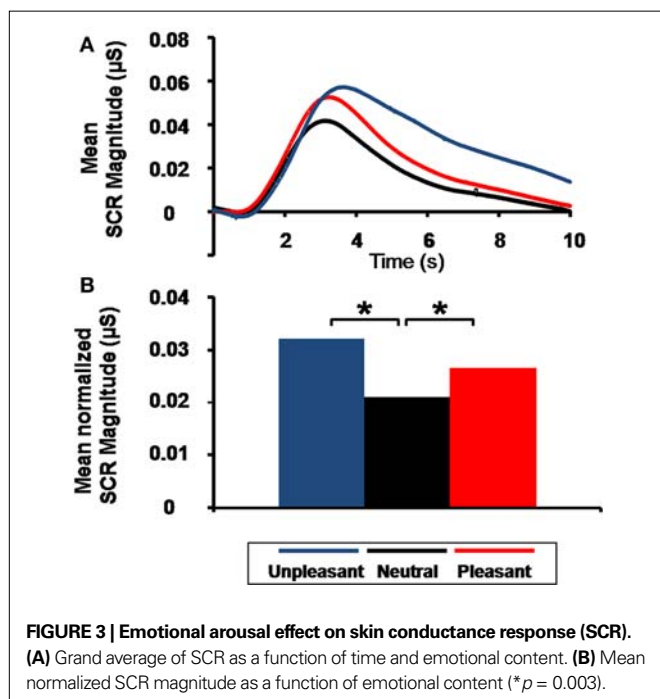 A
0.08
0.06
0.04
0.02
0
Mean
SCR Magnitude (µS)
2 4 6 8 10
Time (s)
B
0.04
0.03
0.02
0.01
0
Mean normalized
SCR Magnitude (µS)
* *
Unpleasant Neutral Pleasant
FIGURE 3 | Emotional arousal effect on skin conductance response (SCR).
(A) Grand average of SCR as a function of time and emotional content. (B) Mean
normalized SCR magnitude as a function of emotional content (*p = 0.003).